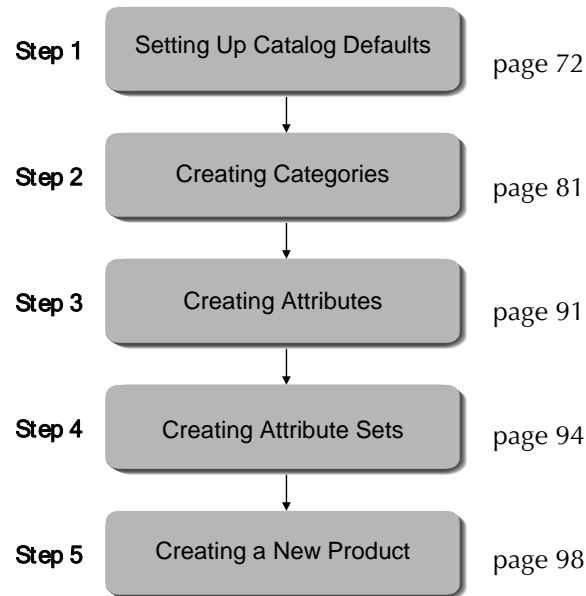 Step 1 Setting Up Catalog Defaults page 72
Step 2 Creating Categories page 81
Step 3 Creating Attributes page 91
Step 4 Creating Attribute Sets page 94
Step 5 Creating a New Product page 98